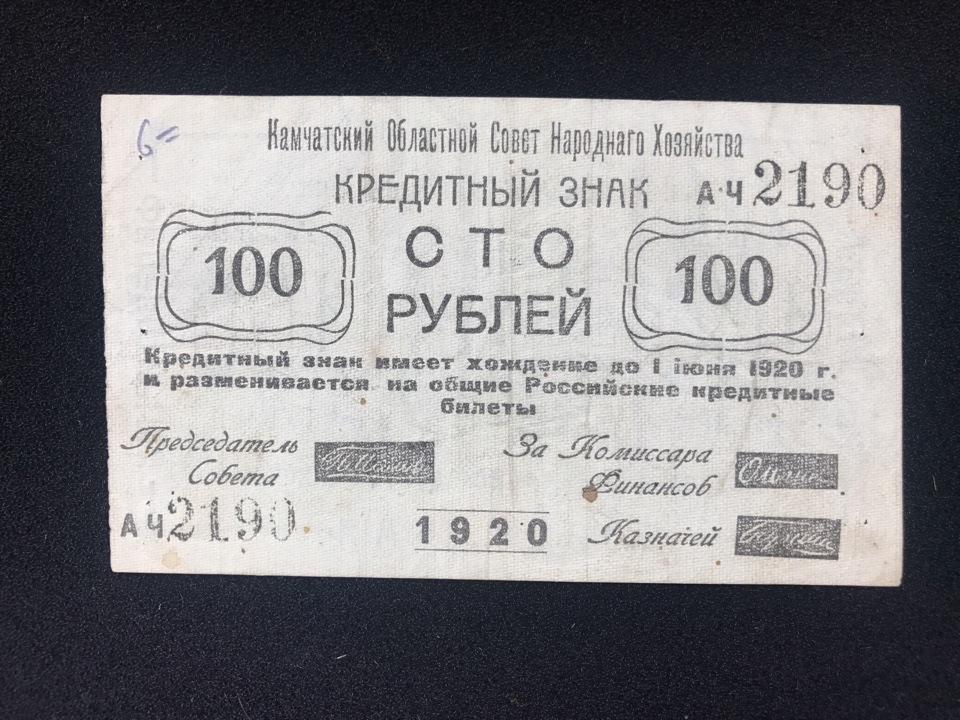 6=
Камчатский Областной Совет Народнаго Хозяйства
КРЕДИТНЫЙ ЗНАК АЧ 2190
100 СТО 100
РУБЛЕЙ
Кредитный знак имеет хождение до 1 iюня 1920 г.
и разменивается на общие Российские кредитные
билеты
Председатель
Совета
За Комиссара
Финансов
АЧ 2190
1920
Казначей